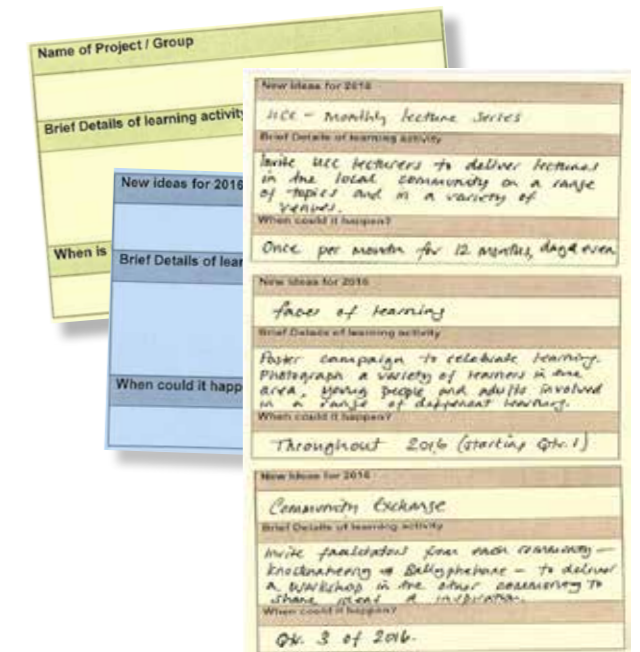 Name of Project / Group
Brief Details of learning activity
When is
New ideas for 2016
Brief Details of lear
When could it happ
New ideas for 2016
UCC - Monthly lecture series
Brief Details of learning activity
Invite UCC lecturers to deliver lectures
in the local community on a range
of topics and in a variety of
venues.
When could it happen?
Once per month for 12 months, day & even
New ideas for 2016
faces of learning
Brief Details of learning activity
Poster campaign to celebrate learning.
Photograph a variety of learners in one
area, young people and adults involved
in a range of different learning.
When could it happen?
Throughout 2016 (starting Qtr. 1)
New ideas for 2016
Community Exchange
Brief Details of learning activity
Invite facilitators from each community -
Knocknaheeny & Ballyphehane - to deliver
a workshop in the other community to
share ideas & inspiration.
When could it happen?
Qtr. 3 of 2016.